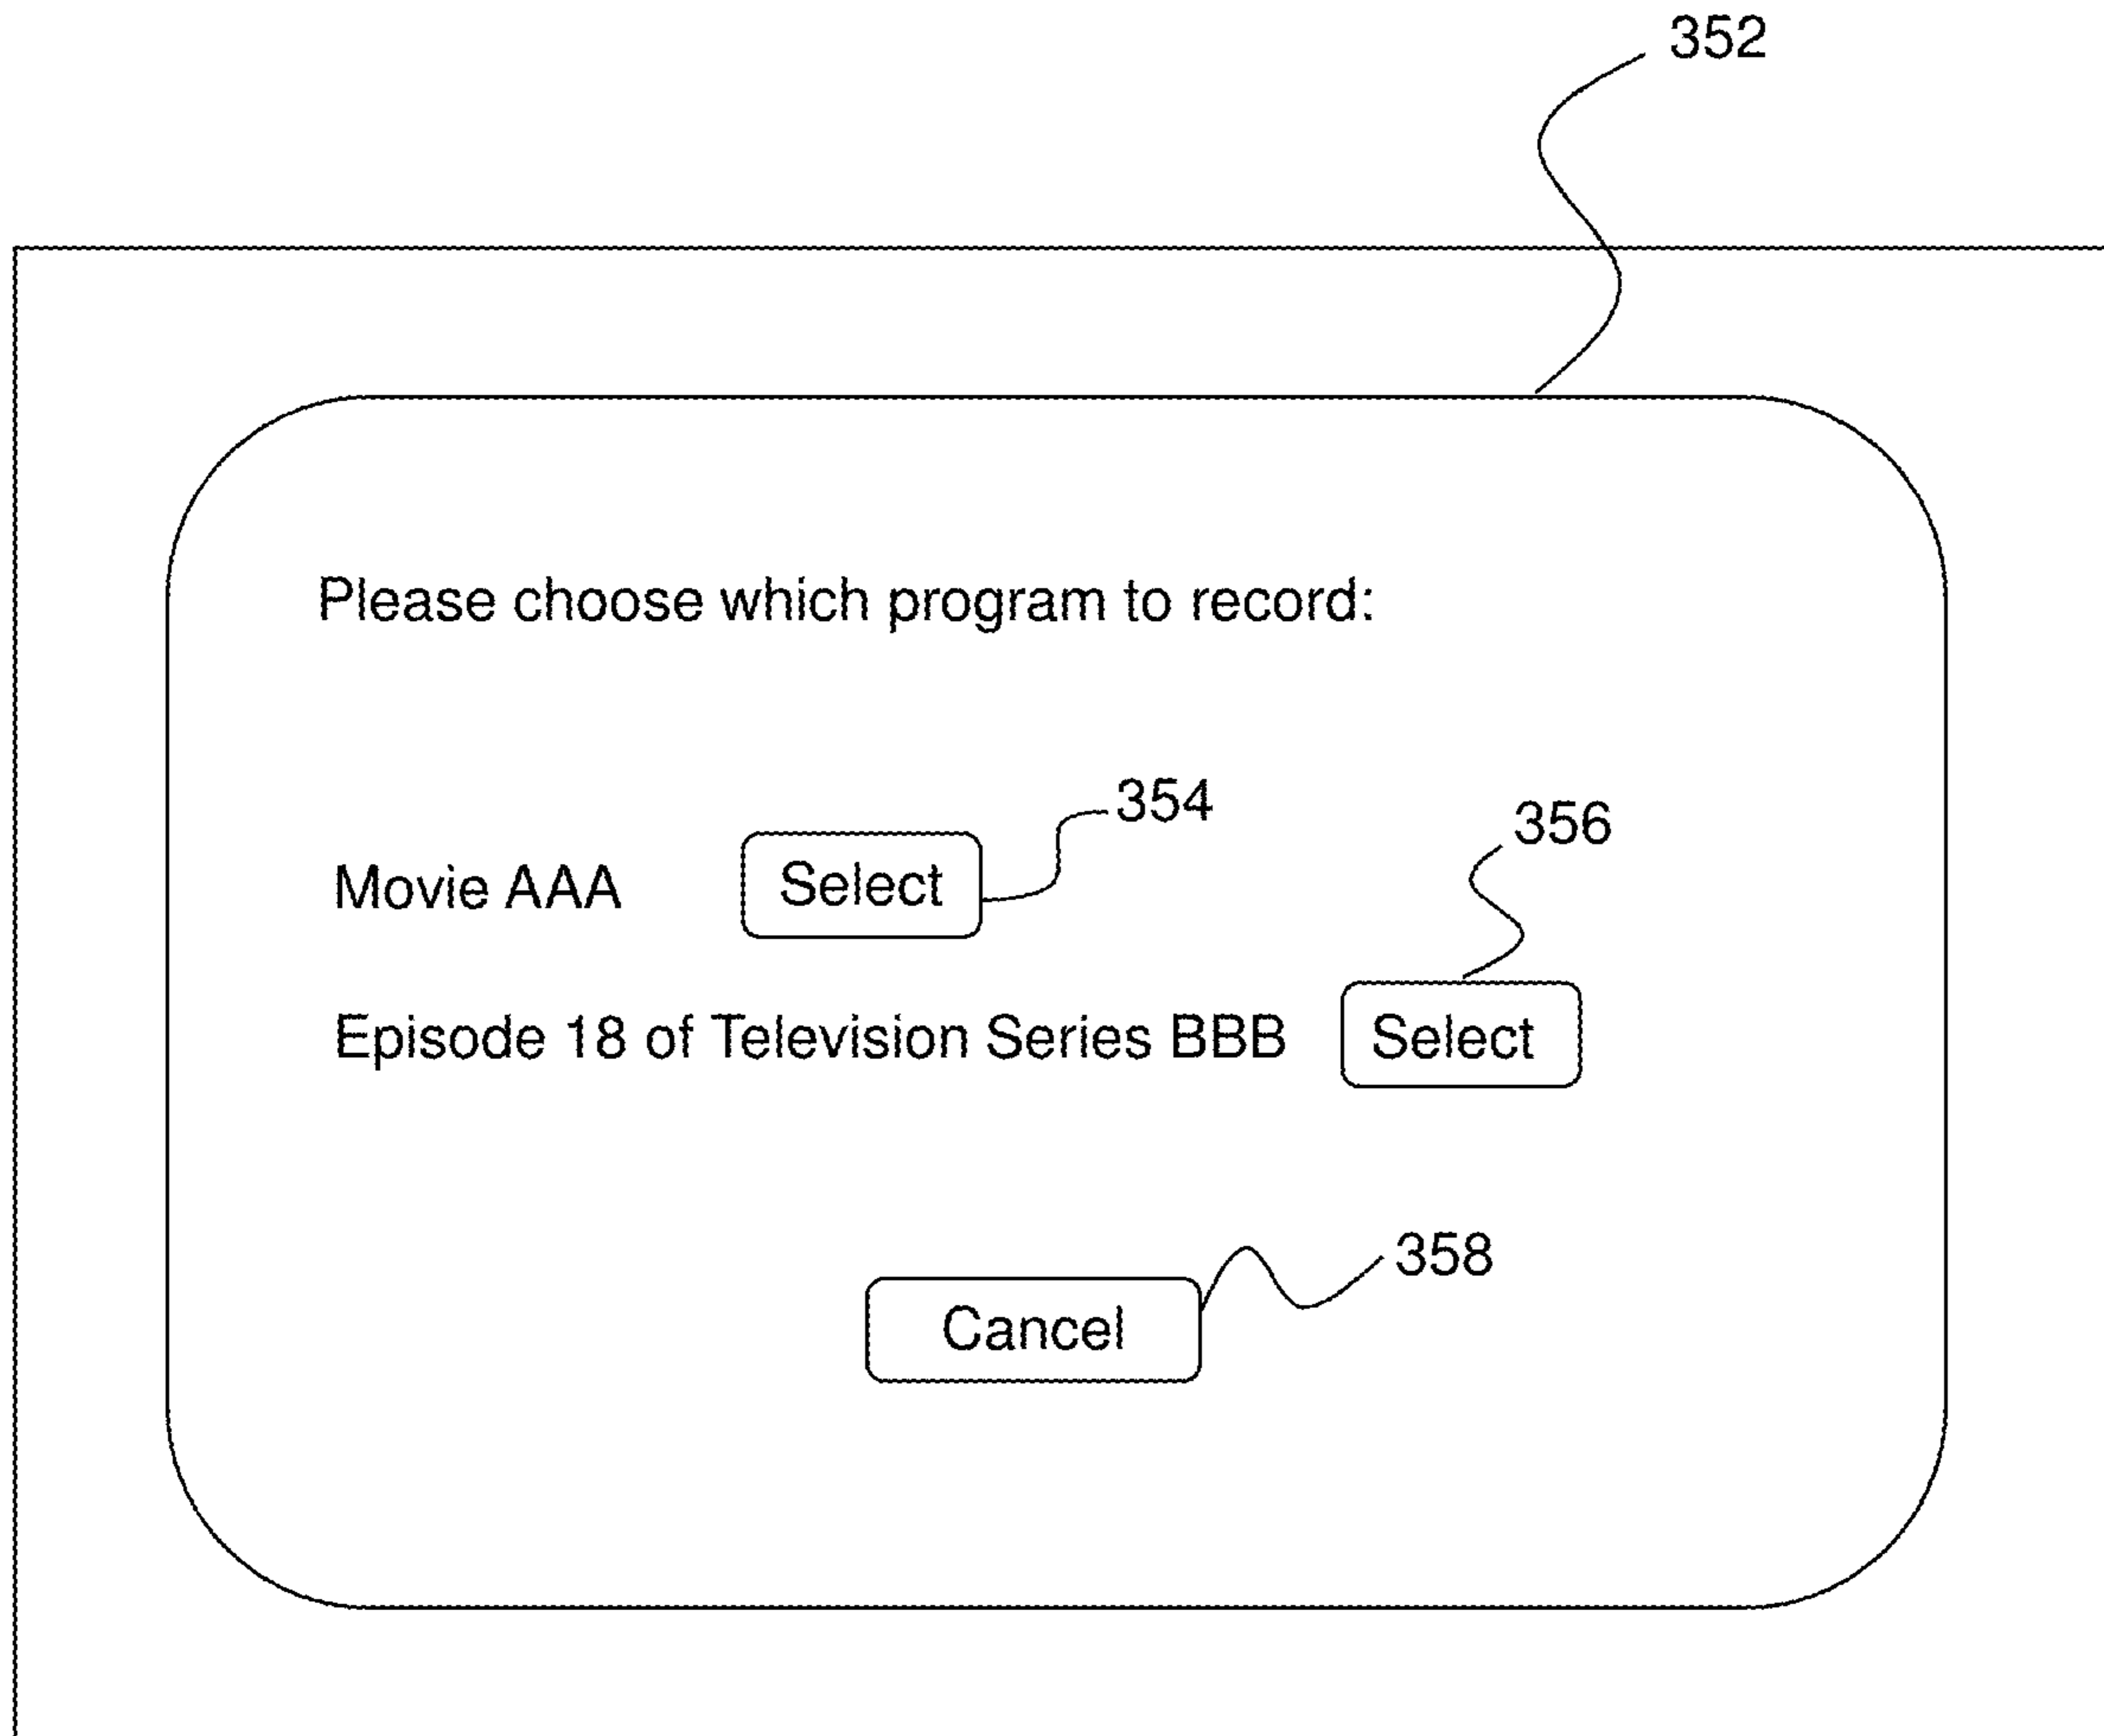 352
Please choose which program to record:
354
356
Movie AAA Select
Episode 18 of Television Series BBB Select
358
Cancel